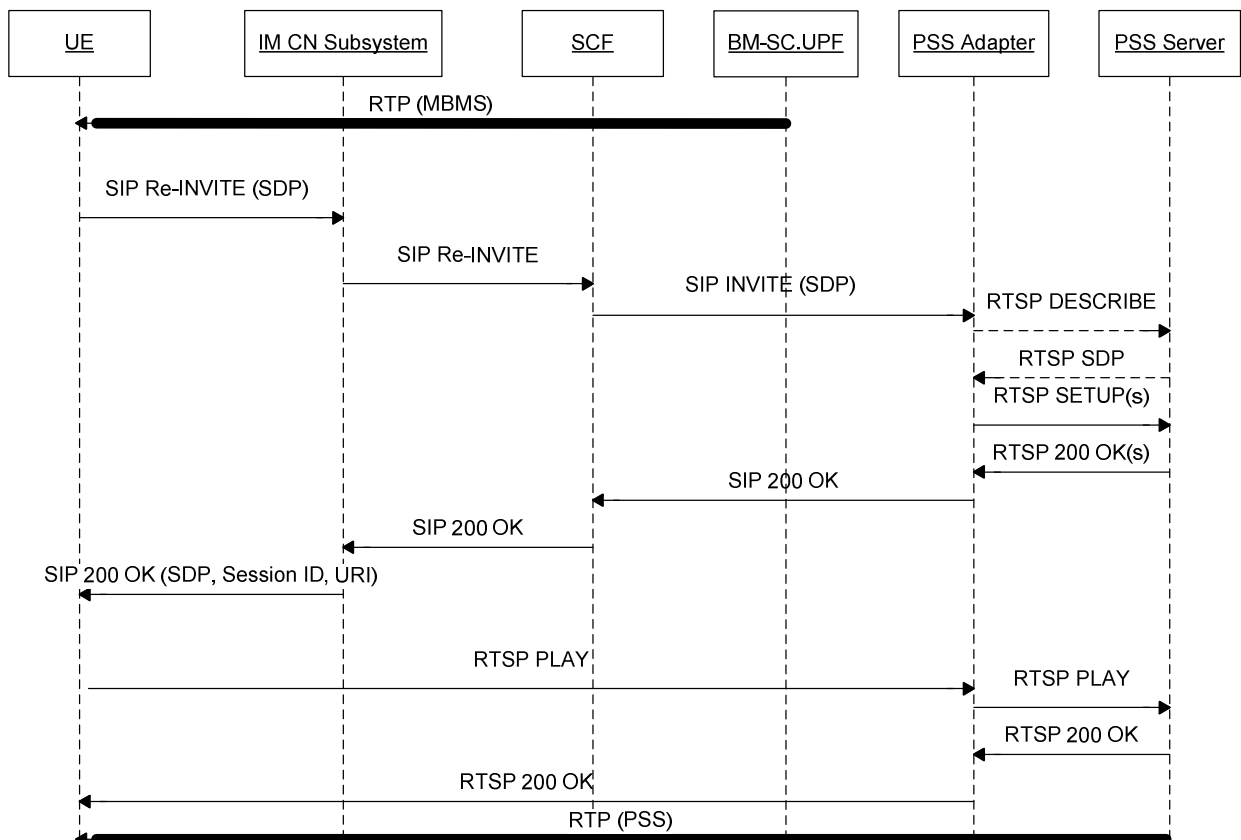 UE
IM CN Subsystem
SCF
BM-SC.UPF
PSS Adapter
PSS Server
RTP (MBMS)
SIP Re-INVITE (SDP)
SIP Re-INVITE
SIP INVITE (SDP)
RTSP DESCRIBE
RTSP SDP
RTSP SETUP(s)
RTSP 200 OK(s)
SIP 200 OK
SIP 200 OK
SIP 200 OK (SDP, Session ID, URI)
RTSP PLAY
RTSP PLAY
RTSP 200 OK
RTSP 200 OK
RTP (PSS)